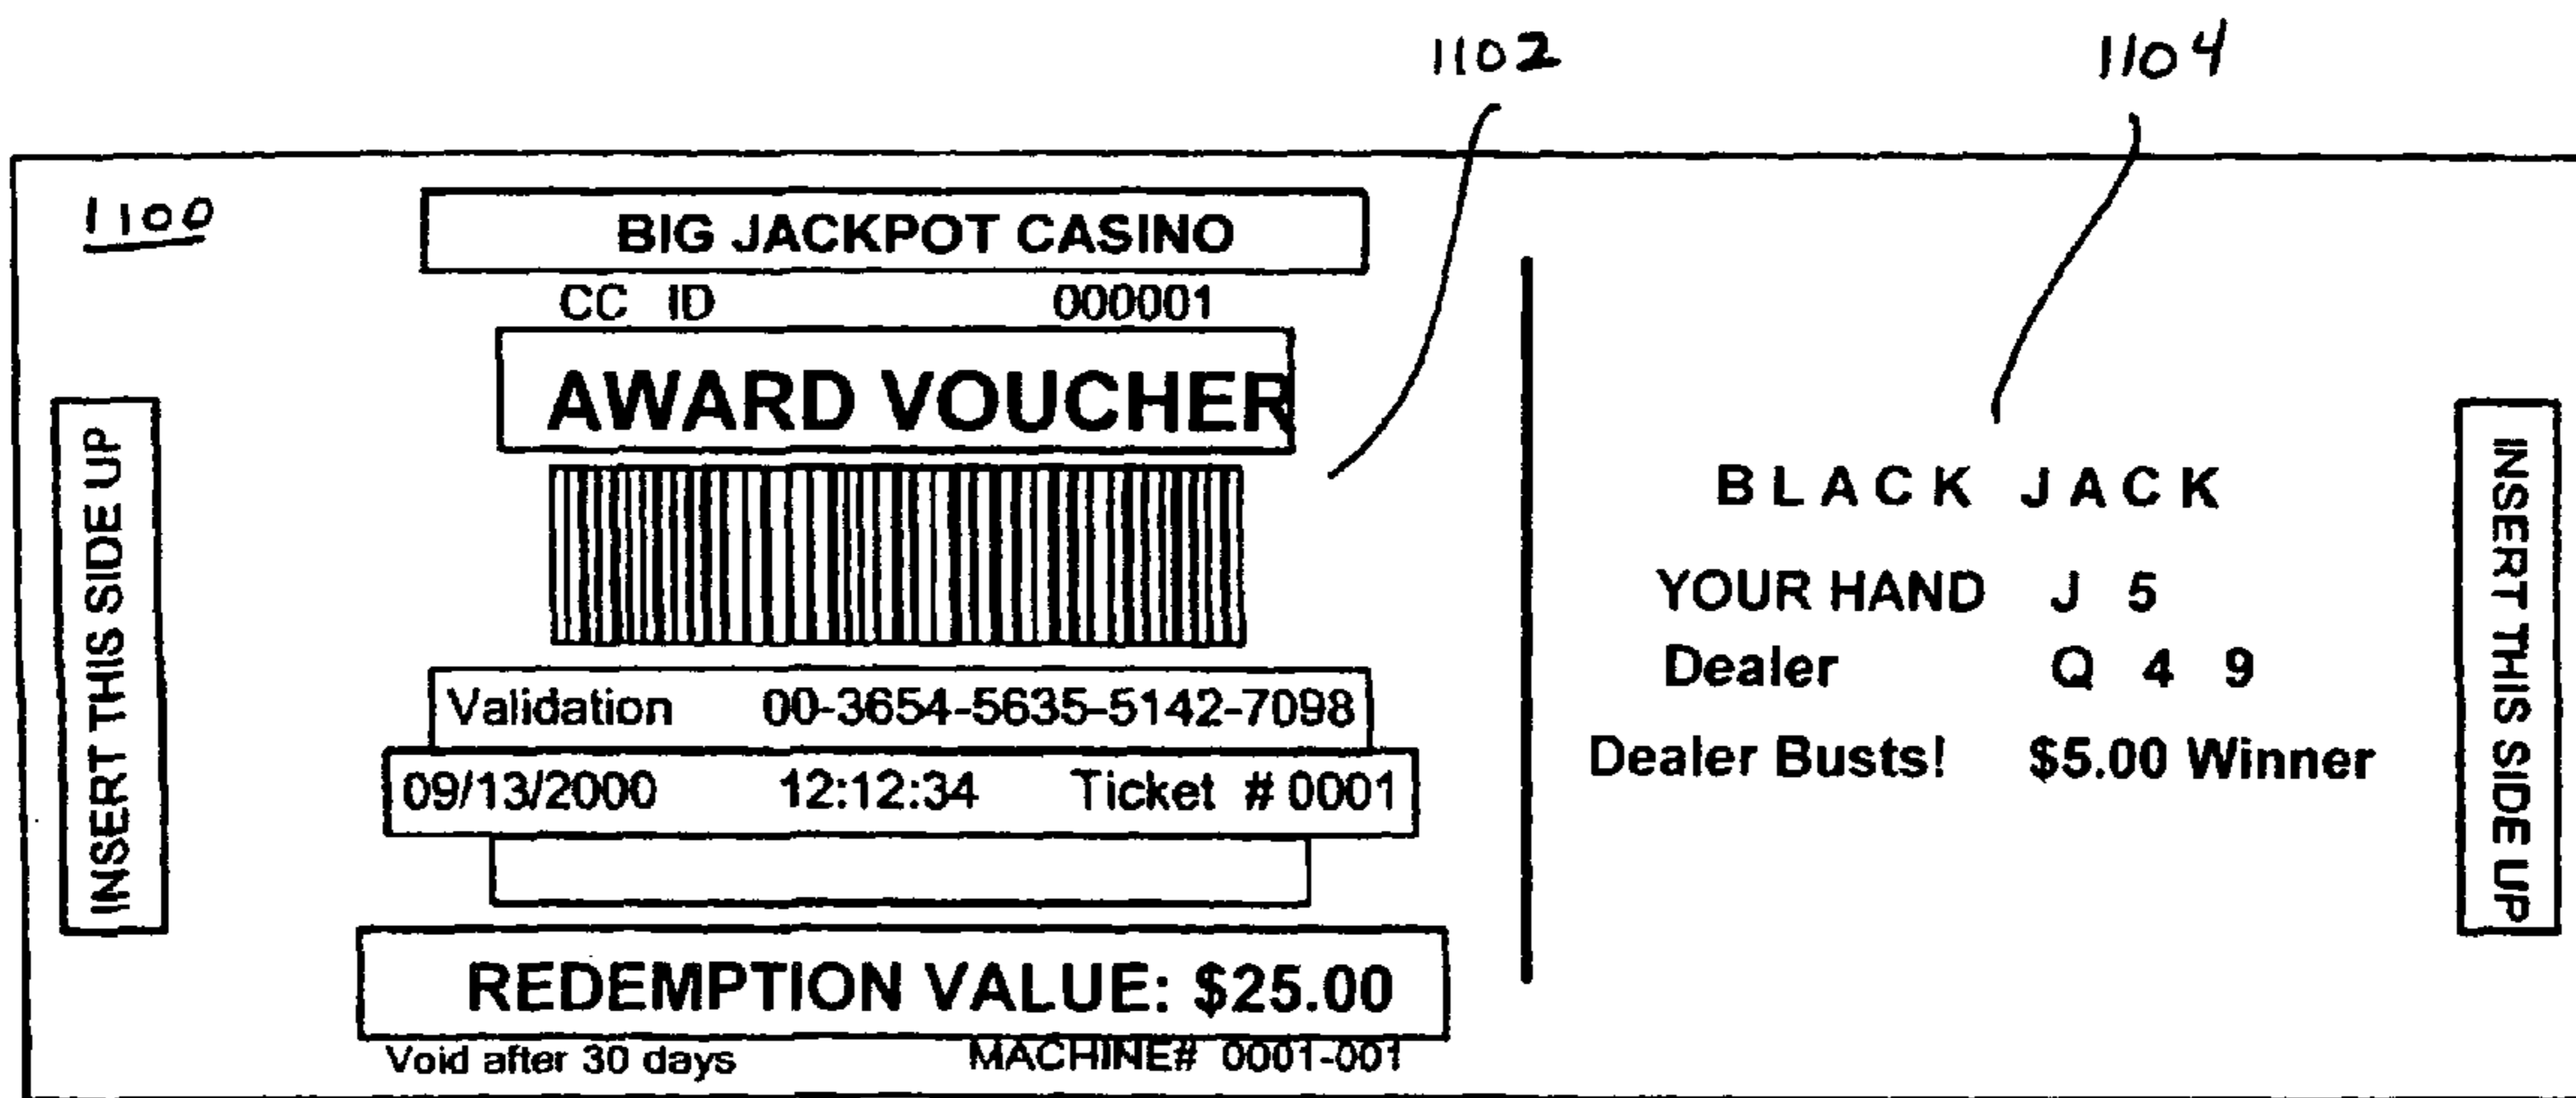 1102
1104
1100
BIG JACKPOT CASINO
CC ID 000001
AWARD VOUCHER
INSERT THIS SIDE UP
Validation 00-3654-5635-5142-7098
09/13/2000 12:12:34 Ticket # 0001
REDEMPTION VALUE: $25.00
Void after 30 days MACHINE# 0001-001
BLACK JACK
YOUR HAND J 5
Dealer Q 4 9
Dealer Busts! $5.00 Winner
INSERT THIS SIDE UP